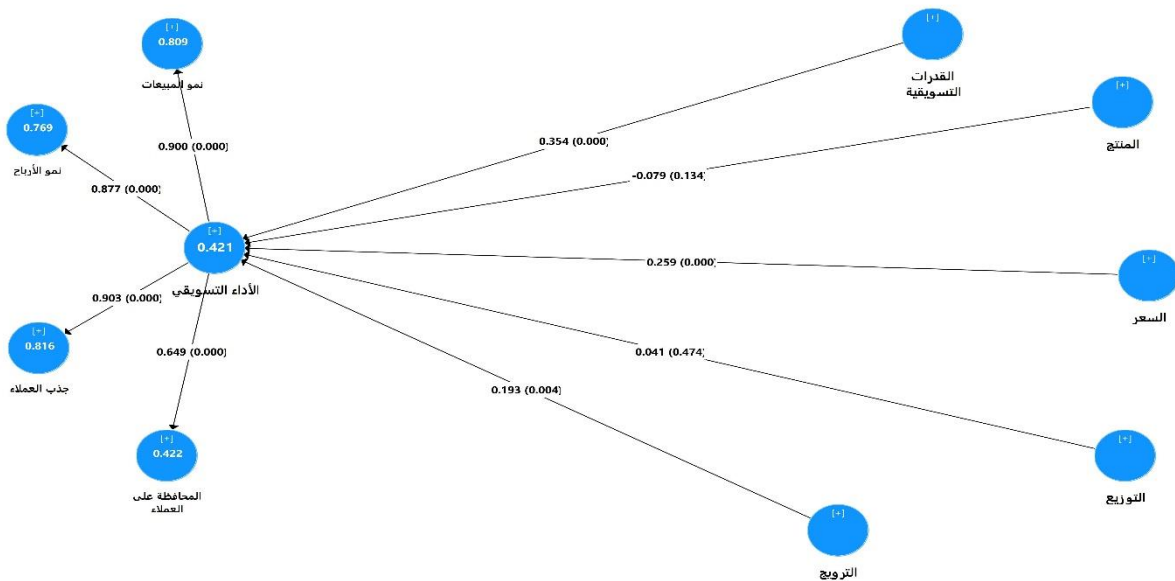 [+]
0.809
نمو المبيعات
[+]
القدرات
التسويقية
[+]
المنتج
[+]
0.769
نمو الأرباح
0.900 (0.000)
0.354 (0.000)
-0.079 (0.134)
0.877 (0.000)
[+]
0.421
الأداء التسويقي
0.259 (0.000)
[+]
السعر
0.903 (0.000)
[+]
0.816
جذب العملاء
0.649 (0.000)
0.041 (0.474)
0.193 (0.004)
[+]
0.422
المحافظة على
العملاء
[+]
التوزيع
[+]
الترويج